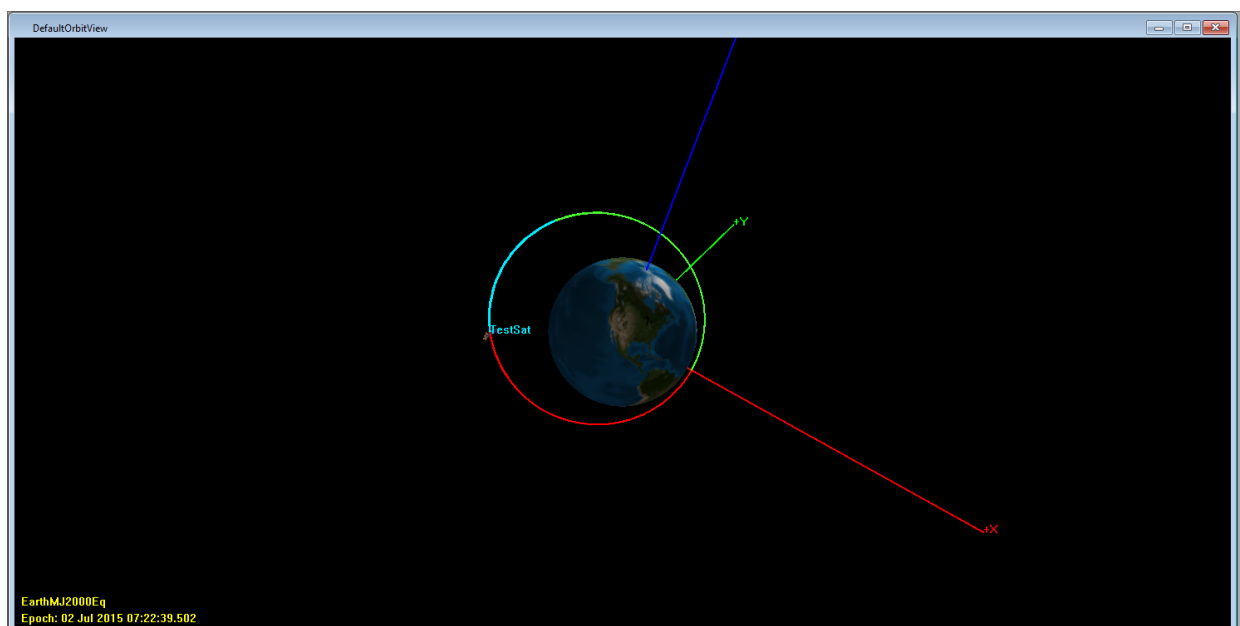 DefaultOrbitView
+Y
TestSat
+X
EarthMJ2000Eq
Epoch: 02 Jul 2015 07:22:39.502